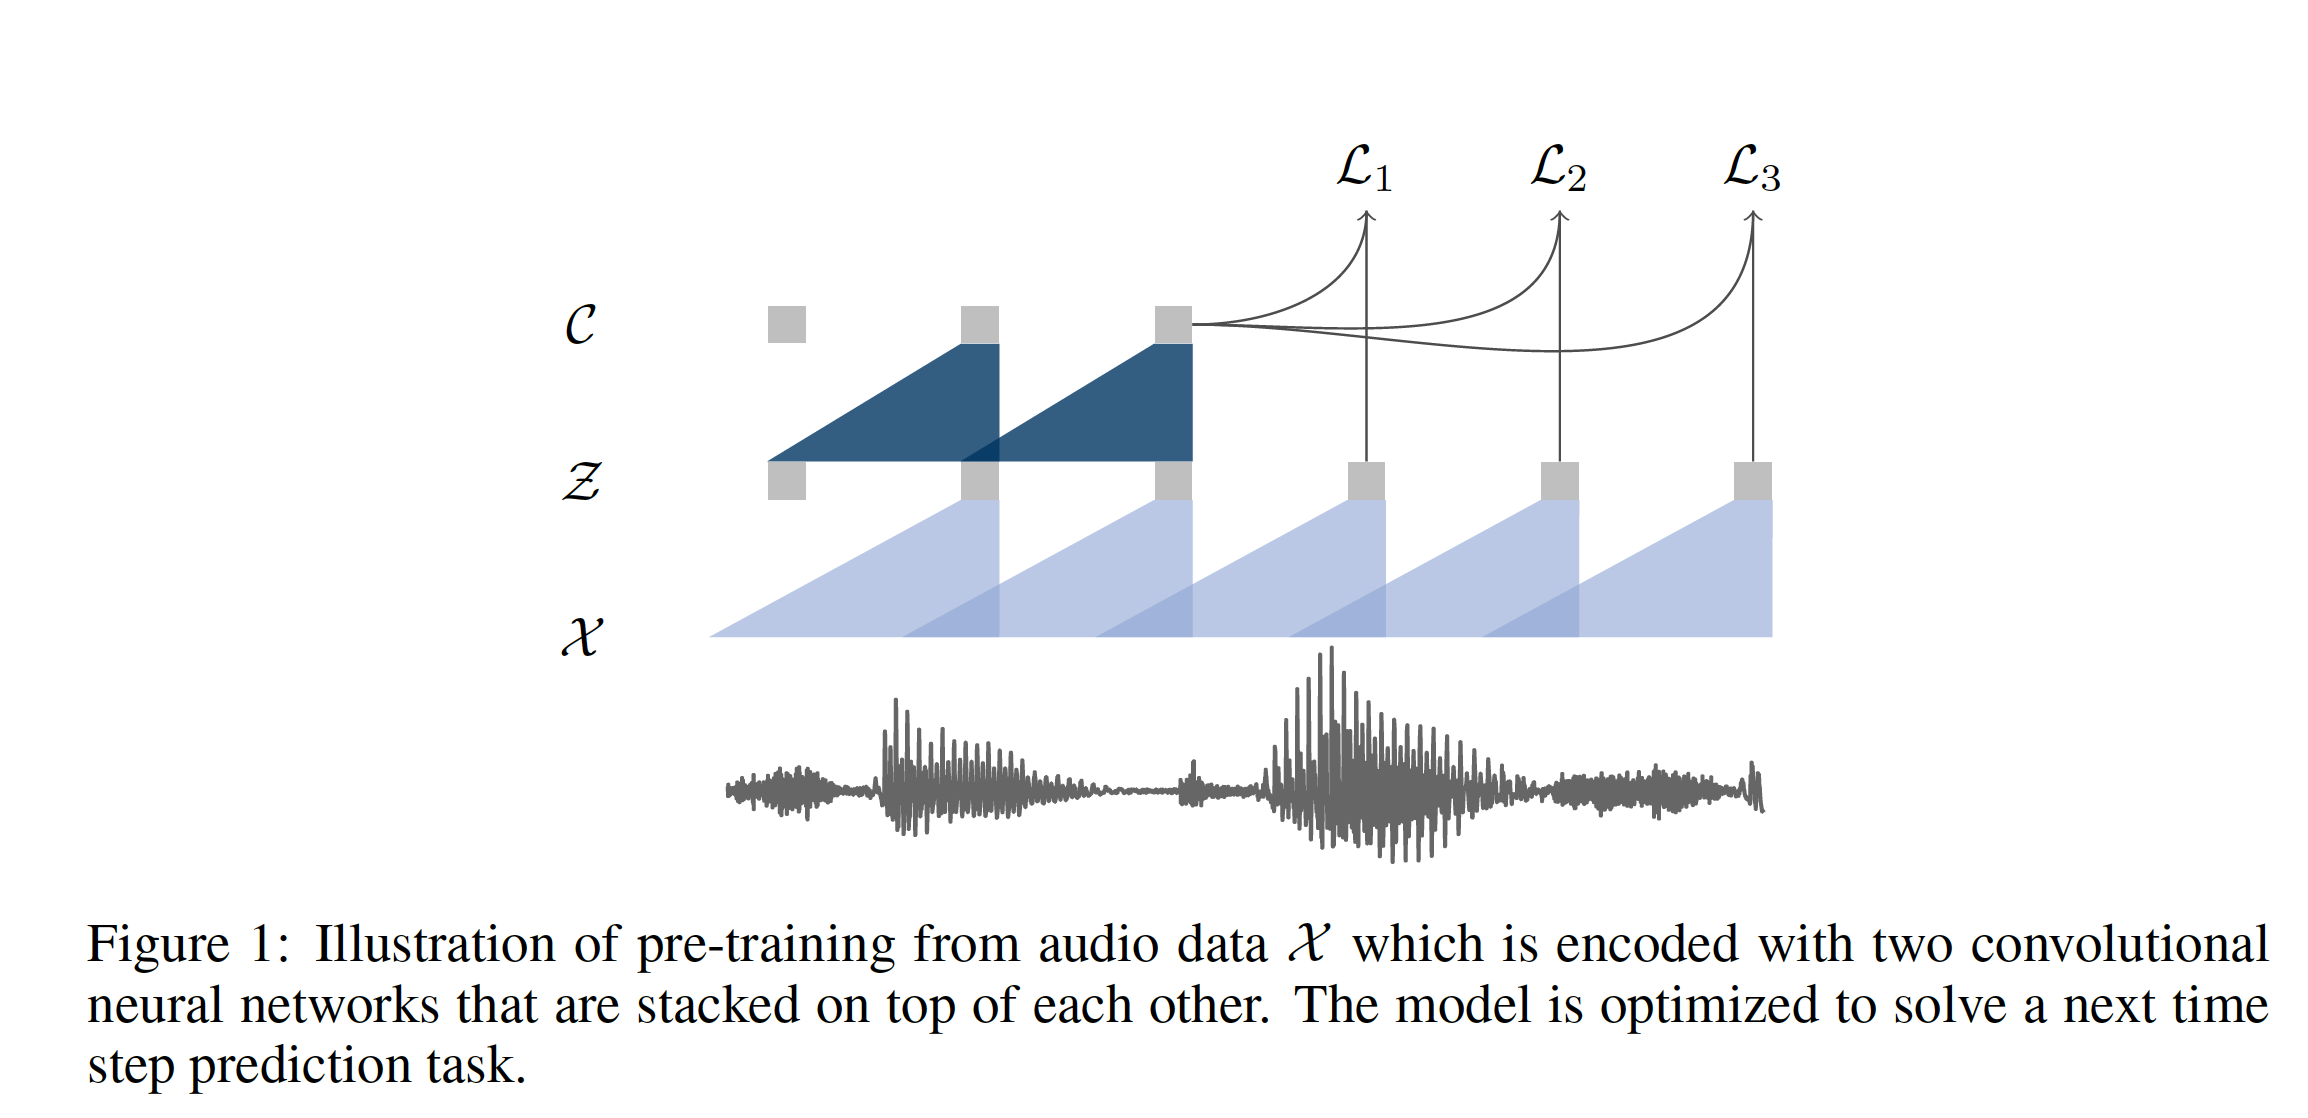 ℒ₁ ℒ₂ ℒ₃
𝒞
𝒵
𝒳
Figure 1: Illustration of pre-training from audio data 𝒳 which is encoded with two convolutional
neural networks that are stacked on top of each other. The model is optimized to solve a next time
step prediction task.